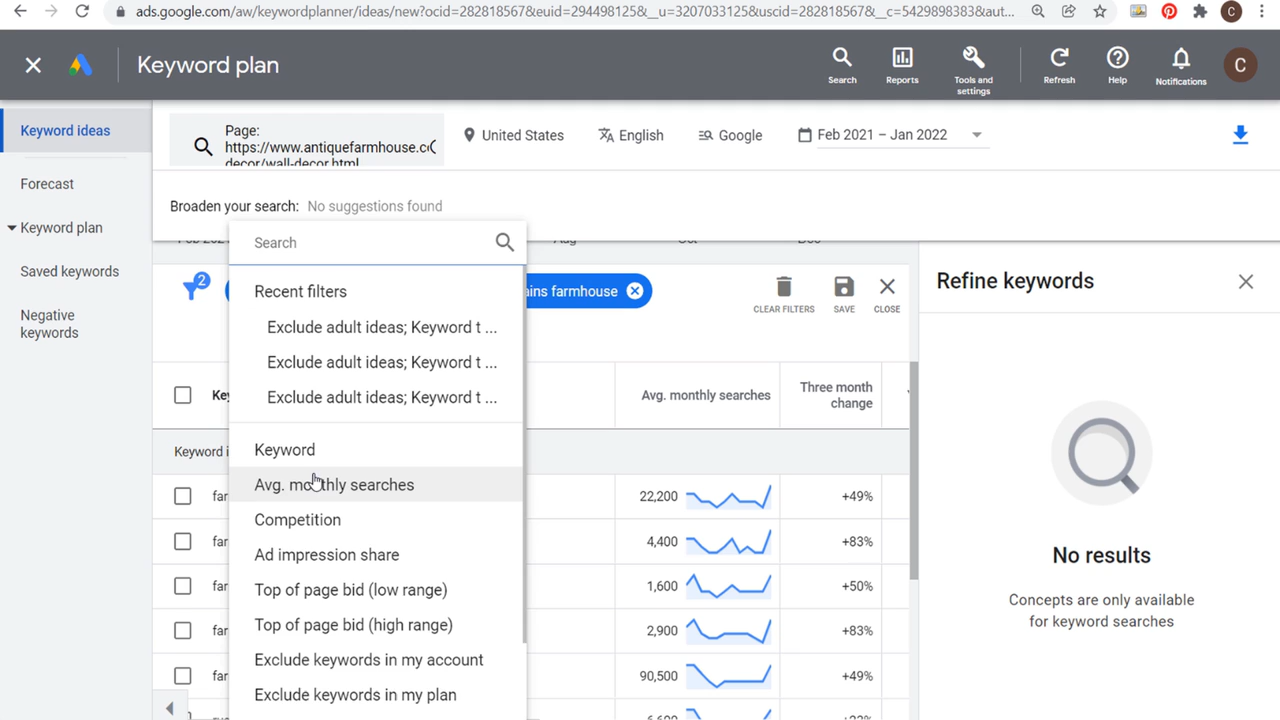 ads.google.com/aw/keywordplanner/ideas/new?ocid=282818567&euid=294498125&__u=3207033125&uscid=282818567&__c=5429898383&aut...
C
Keyword plan
Search
Reports
Tools and
settings
Refresh
Help
Notifications
C
Keyword ideas
Forecast
Keyword plan
Saved keywords
Negative
keywords
Page:
https://www.antiquefarmhouse.c
decor/wall-decor.html
United States
English
Google
Feb 2021 – Jan 2022
Broaden your search: No suggestions found
Search
Recent filters
Exclude adult ideas; Keyword t ...
Exclude adult ideas; Keyword t ...
Exclude adult ideas; Keyword t ...
Keyword
Avg. monthly searches
Competition
Ad impression share
Top of page bid (low range)
Top of page bid (high range)
Exclude keywords in my account
Exclude keywords in my plan
2
ains farmhouse
CLEAR FILTERS
SAVE
CLOSE
Avg. monthly searches
Three month
change
Keyword i
far
22,200
+49%
far
4,400
+83%
far
1,600
+50%
far
2,900
+83%
far
90,500
+49%
Refine keywords
No results
Concepts are only available
for keyword searches